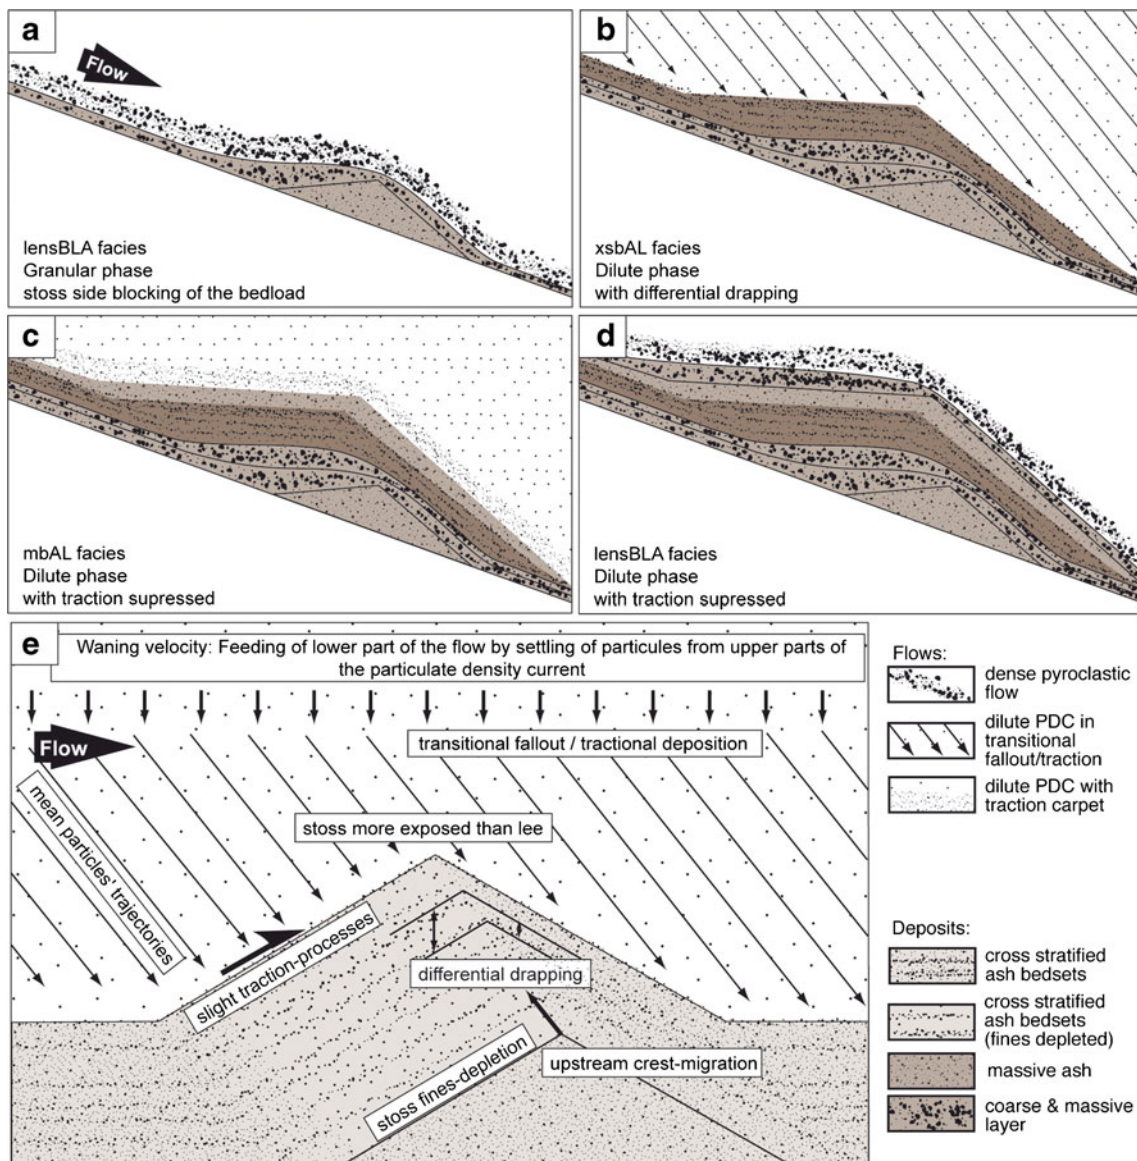 a
Flow
lensBLA facies
Granular phase
stoss side blocking of the bedload
b
xsbAL facies
Dilute phase
with differential drapping
c
mbAL facies
Dilute phase
with traction supressed
d
lensBLA facies
Dilute phase
with traction supressed
e
Waning velocity: Feeding of lower part of the flow by settling of particules from upper parts of
the particulate density current
Flow
transitional fallout / tractional deposition
mean particles' trajectories
stoss more exposed than lee
slight traction-processes
differential drapping
stoss fines-depletion
upstream crest-migration
Flows:
dense pyroclastic
flow
dilute PDC in
transitional
fallout/traction
dilute PDC with
traction carpet
Deposits:
cross stratified
ash bedsets
cross stratified
ash bedsets
(fines depleted)
massive ash
coarse & massive
layer